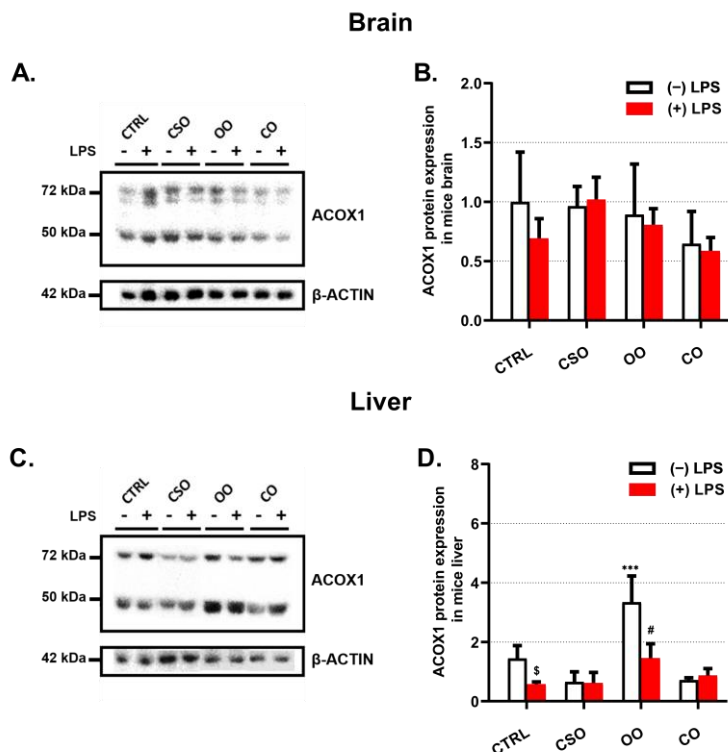 Brain
A.
CTRL CSO OO CO
LPS - + - + - + - +
72 kDa
50 kDa
ACOX1
42 kDa
β-ACTIN
B.
(−) LPS
(+) LPS
ACOX1 protein expression
in mice brain
2.0
1.5
1.0
0.5
0.0
CTRL CSO OO CO
Liver
C.
CTRL CSO OO CO
LPS - + - + - + - +
72 kDa
50 kDa
ACOX1
42 kDa
β-ACTIN
D.
(−) LPS
(+) LPS
ACOX1 protein expression
in mice liver
8
6
4
2
0
***
#
$
CTRL CSO OO CO